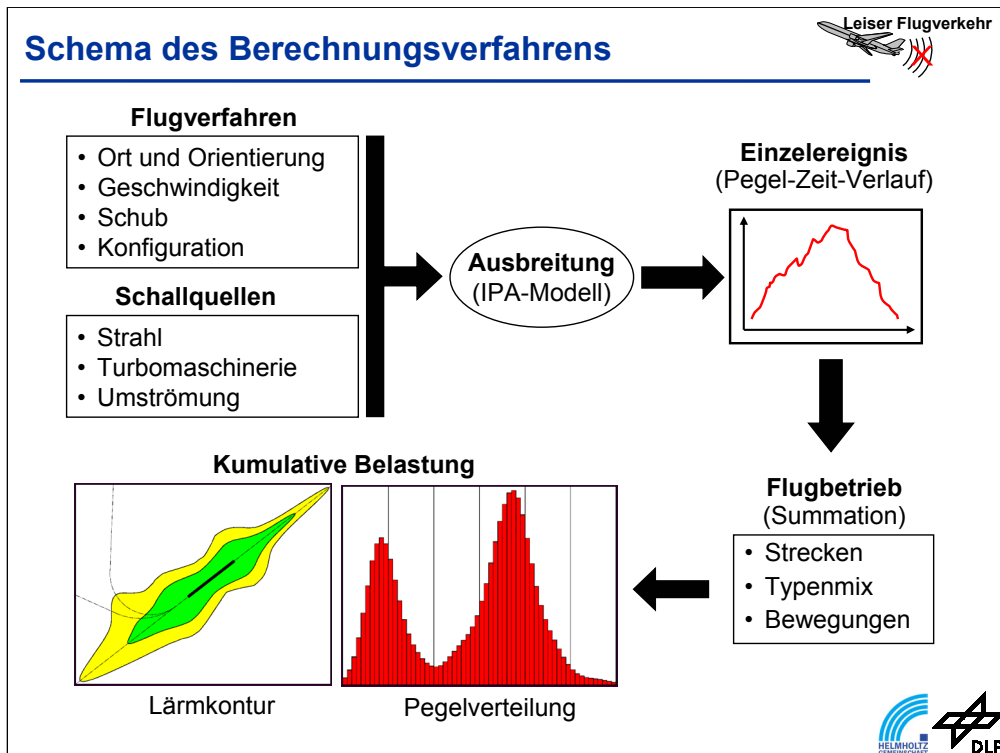 Schema des Berechnungsverfahrens
Leiser Flugverkehr
Flugverfahren
• Ort und Orientierung
• Geschwindigkeit
• Schub
• Konfiguration
Schallquellen
• Strahl
• Turbomaschinerie
• Umströmung
Ausbreitung
(IPA-Modell)
Einzelereignis
(Pegel-Zeit-Verlauf)
Flugbetrieb
(Summation)
• Strecken
• Typenmix
• Bewegungen
Kumulative Belastung
Lärmkontur
Pegelverteilung
HELMHOLTZ
GEMEINSCHAFT
DLR